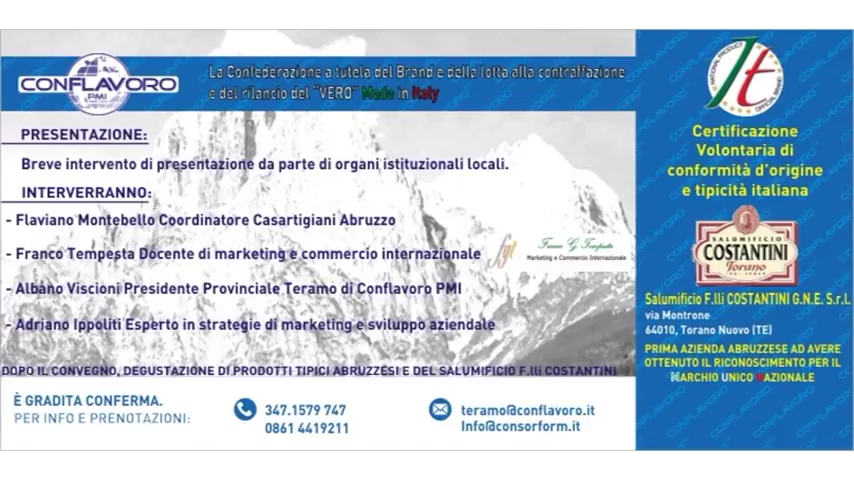 CONFLAVORO
PMI
La Confederazione a tutela del Brand e della lotta alla contraffazione
e del rilancio del "VERO" Made in Italy
PRESENTAZIONE:
Breve intervento di presentazione da parte di organi istituzionali locali.
INTERVERRANNO:
- Flaviano Montebello Coordinatore Casartigiani Abruzzo
- Franco Tempesta Docente di marketing e commercio internazionale
fgt
Franco G. Tempesta
Marketing e Commercio Internazionale
- Albano Viscioni Presidente Provinciale Teramo di Conflavoro PMI
- Adriano Ippoliti Esperto in strategie di marketing e sviluppo aziendale
DOPO IL CONVEGNO, DEGUSTAZIONE DI PRODOTTI TIPICI ABRUZZESI E DEL SALUMIFICIO F.lli COSTANTINI
È GRADITA CONFERMA.
PER INFO E PRENOTAZIONI:
347.1579 747
0861 4419211
teramo@conflavoro.it
Info@consorform.it
NATIONAL PRODUCT
It
OFFICIAL BRAND
Certificazione
Volontaria di
conformità d'origine
e tipicità italiana
SALUMIFICIO
COSTANTINI
Torano
Salumificio F.lli COSTANTINI G.N.E. S.r.l.
via Montrone
64010, Torano Nuovo (TE)
PRIMA AZIENDA ABRUZZESE AD AVERE
OTTENUTO IL RICONOSCIMENTO PER IL
MARCHIO UNICO NAZIONALE